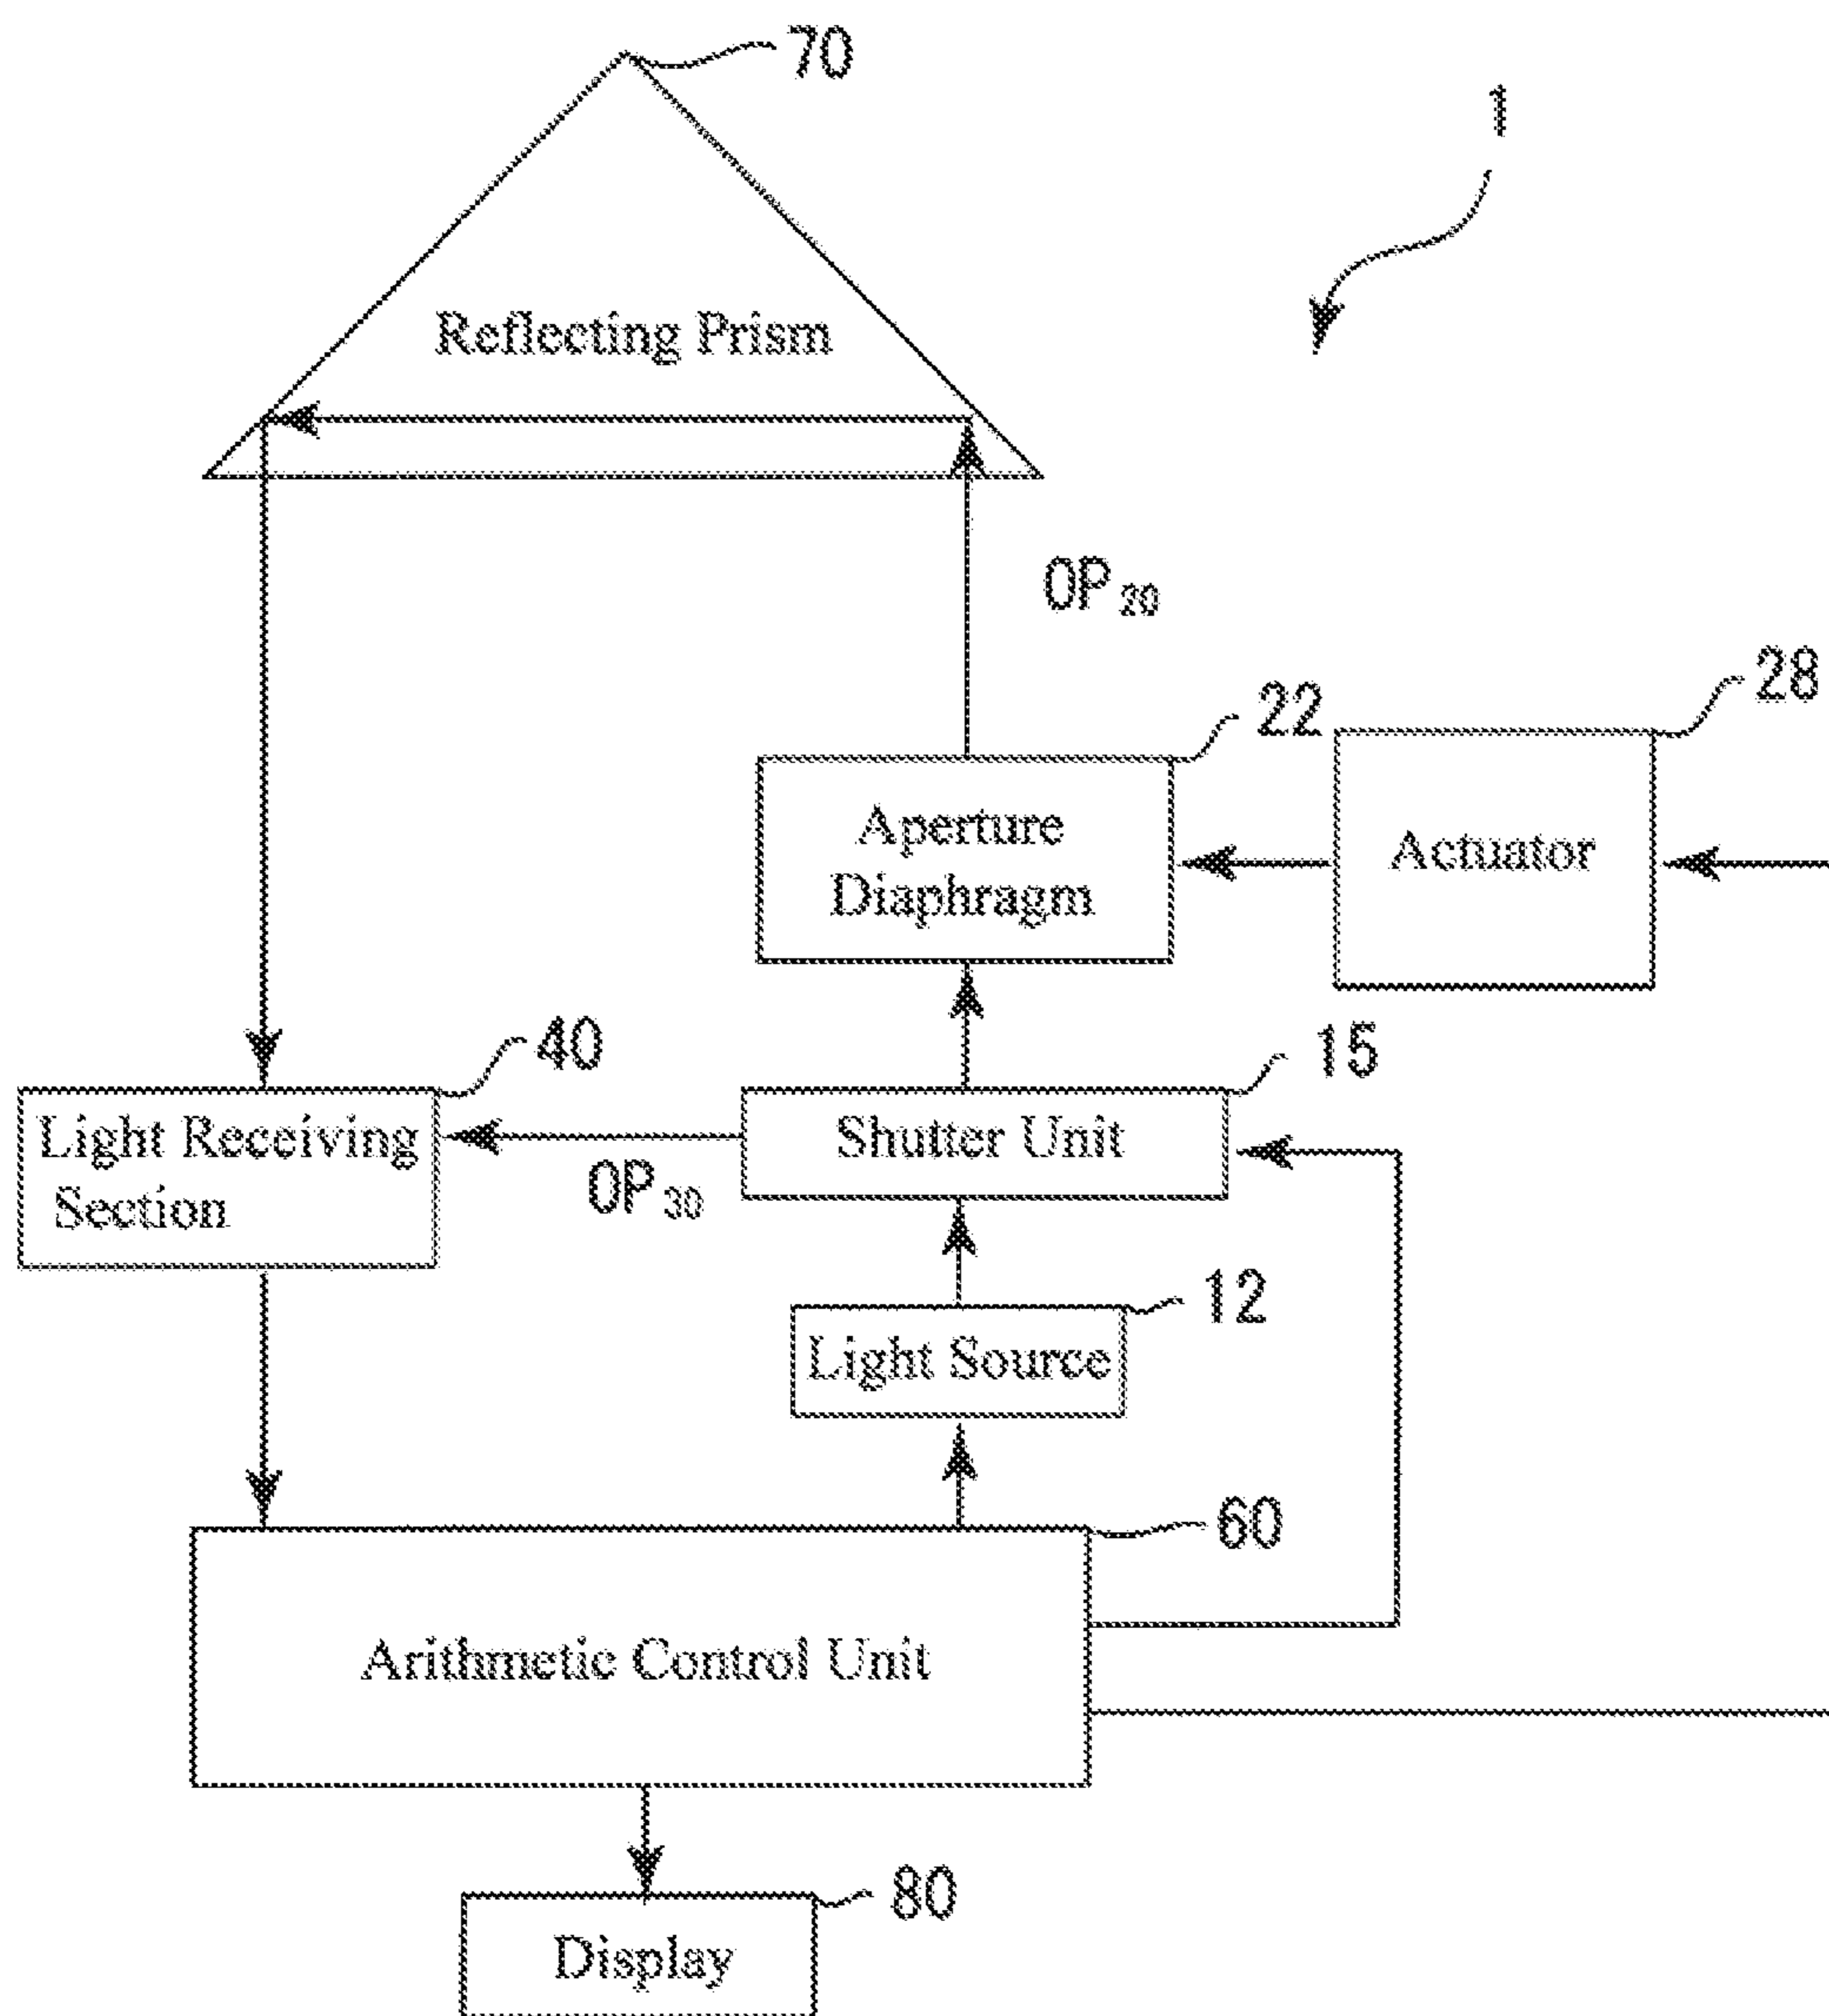 70
1
Reflecting Prism
OP20
28
22
Aperture
Diaphragm
Actuator
40
15
Light Receiving
Section
Shutter Unit
OP30
12
Light Source
60
Arithmetic Control Unit
80
Display